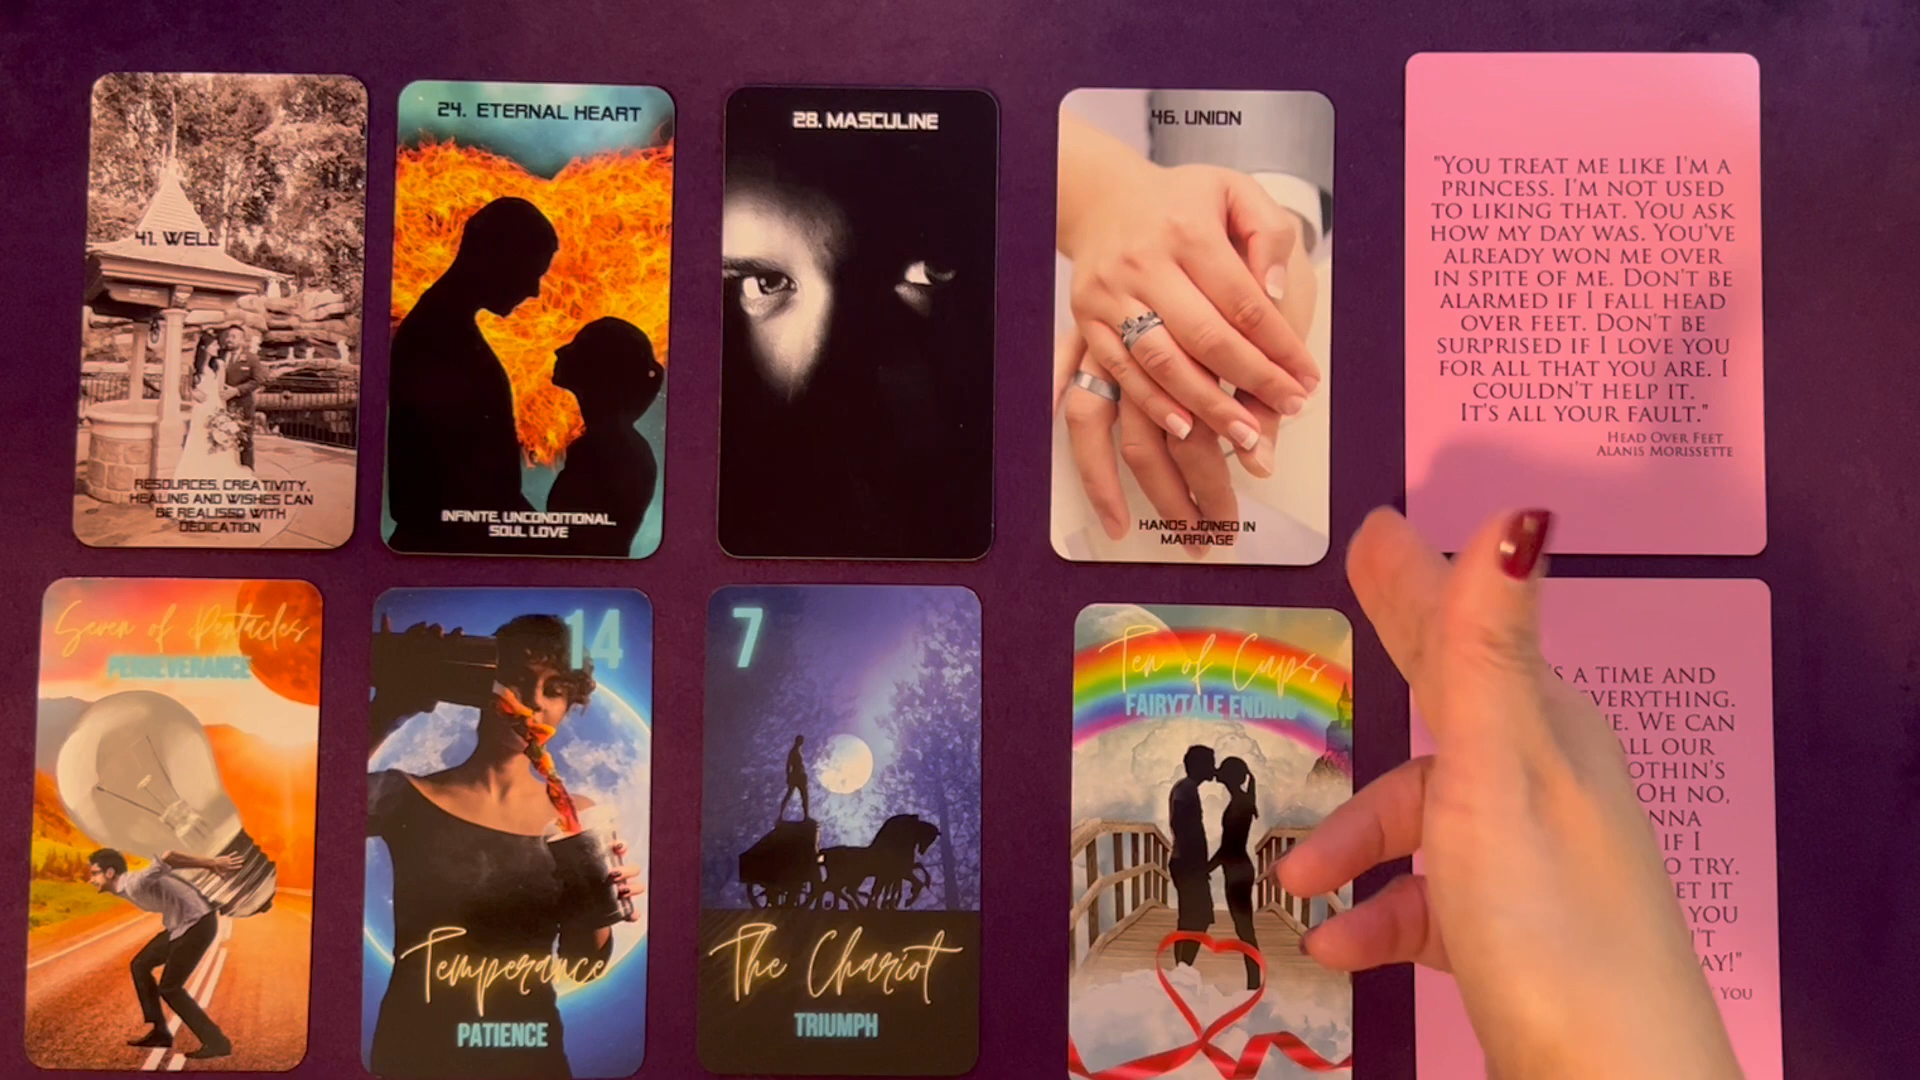 41. WELL
RESOURCES, CREATIVITY,
HEALING AND WISHES CAN
BE REALISED WITH
DEDICATION
24. ETERNAL HEART
INFINITE, UNCONDITIONAL,
SOUL LOVE
28. MASCULINE
46. UNION
HANDS JOINED IN
MARRIAGE
"YOU TREAT ME LIKE I'M A
PRINCESS. I'M NOT USED
TO LIKING THAT. YOU ASK
HOW MY DAY WAS. YOU'VE
ALREADY WON ME OVER
IN SPITE OF ME. DON'T BE
ALARMED IF I FALL HEAD
OVER FEET. DON'T BE
SURPRISED IF I LOVE YOU
FOR ALL THAT YOU ARE. I
COULDN'T HELP IT.
IT'S ALL YOUR FAULT."
HEAD OVER FEET
ALANIS MORISSETTE
Seven of Pentacles
PERSEVERANCE
14
Temperance
PATIENCE
7
The Chariot
TRIUMPH
Ten of Cups
FAIRYTALE ENDING
A TIME AND
EVERYTHING.
WE CAN
ALL OUR
OH NO,
IF I
TRY.
IT
YOU
YOU